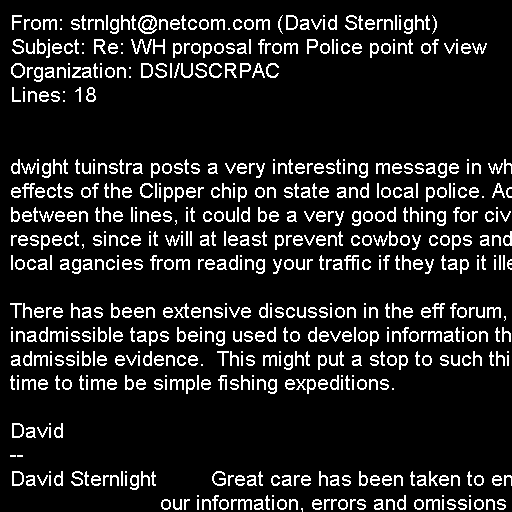 From: strnlght@netcom.com (David Sternlight)
Subject: Re: WH proposal from Police point of view
Organization: DSI/USCRPAC
Lines: 18
dwight tuinstra posts a very interesting message in wh
effects of the Clipper chip on state and local police. Ac
between the lines, it could be a very good thing for civ
respect, since it will at least prevent cowboy cops and
local agancies from reading your traffic if they tap it ille
There has been extensive discussion in the eff forum,
inadmissible taps being used to develop information th
admissible evidence.  This might put a stop to such thi
time to time be simple fishing expeditions.
David
--
David Sternlight         Great care has been taken to en
our information, errors and omissions